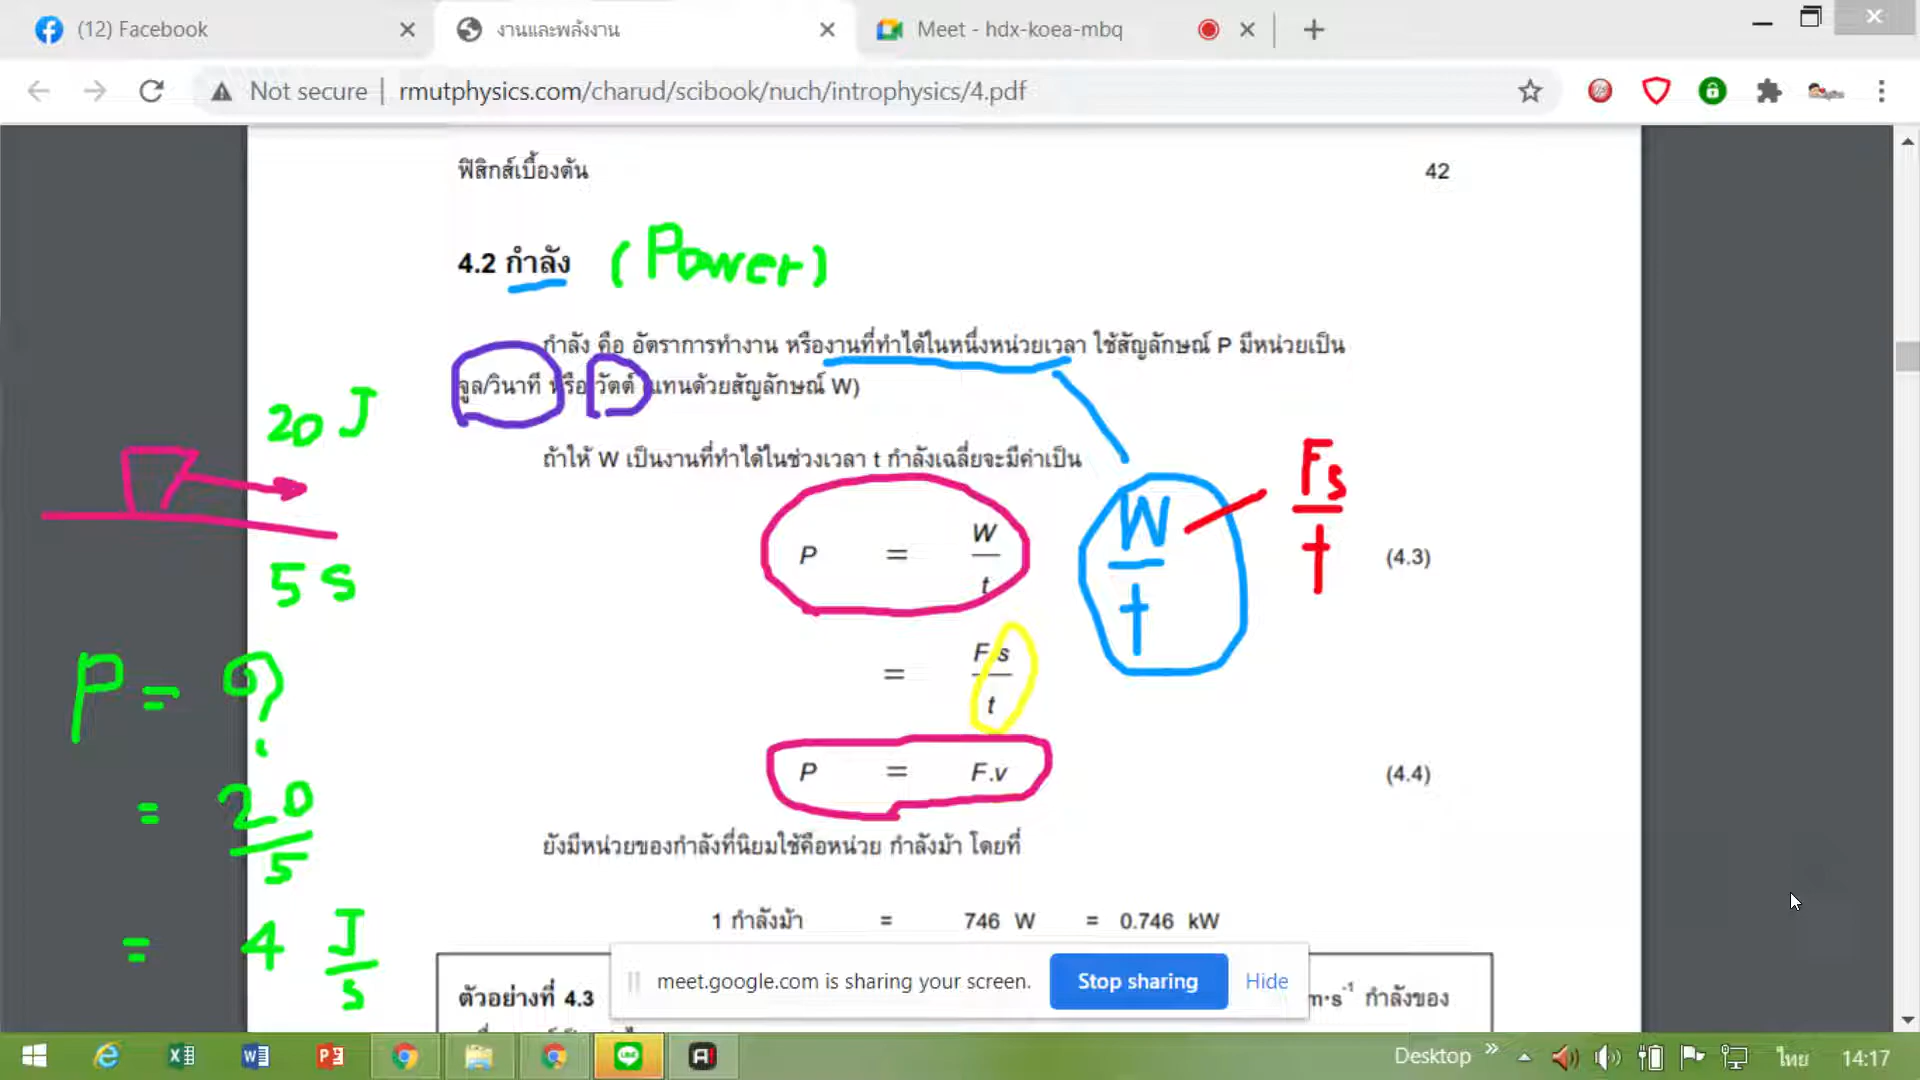 (12) Facebook
งานและพลังงาน
Meet - hdx-koea-mbq
Not secure | rmutphysics.com/charud/scibook/nuch/introphysics/4.pdf
ฟิสิกส์เบื้องต้น 42
4.2 กำลัง (Power)
กำลัง คือ อัตราการทำงาน หรืองานที่ทำได้ในหนึ่งหน่วยเวลา ใช้สัญลักษณ์ P มีหน่วยเป็น
จูล/วินาที หรือ วัตต์ แทนด้วยสัญลักษณ์ W)
20 J
ถ้าให้ W เป็นงานที่ทำได้ในช่วงเวลา t กำลังเฉลี่ยจะมีค่าเป็น
P = W/t (4.3)
W/t
Fs/t
5 s
= F.s/t
P = ?
P = F.v (4.4)
= 20/5
ยังมีหน่วยของกำลังที่นิยมใช้คือหน่วย กำลังม้า โดยที่
1 กำลังม้า = 746 W = 0.746 kW
= 4 J/s
meet.google.com is sharing your screen. Stop sharing Hide
ตัวอย่างที่ 4.3
m·s⁻¹ กำลังของ
Desktop
ไทย
14:17